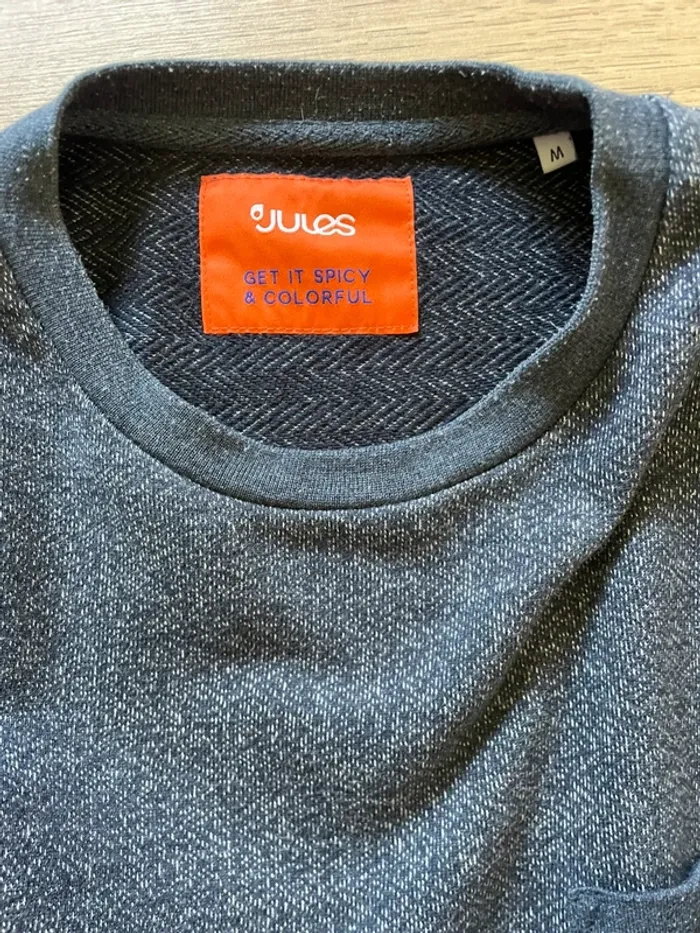 M
JULES
GET IT SPICY
& COLORFUL